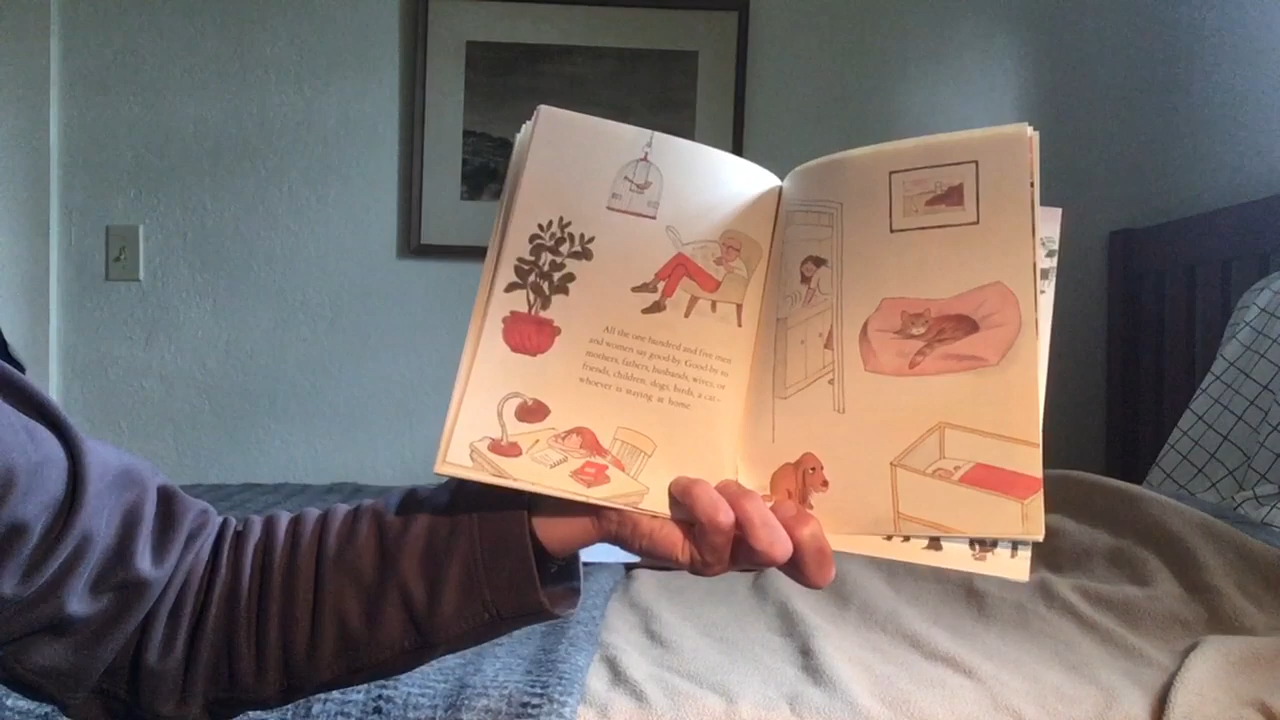 All the one hundred and five men
and women say good-by. Good-by to
mothers, fathers, husbands, wives, or
friends, children, dogs, birds, a cat—
whoever is staying at home.